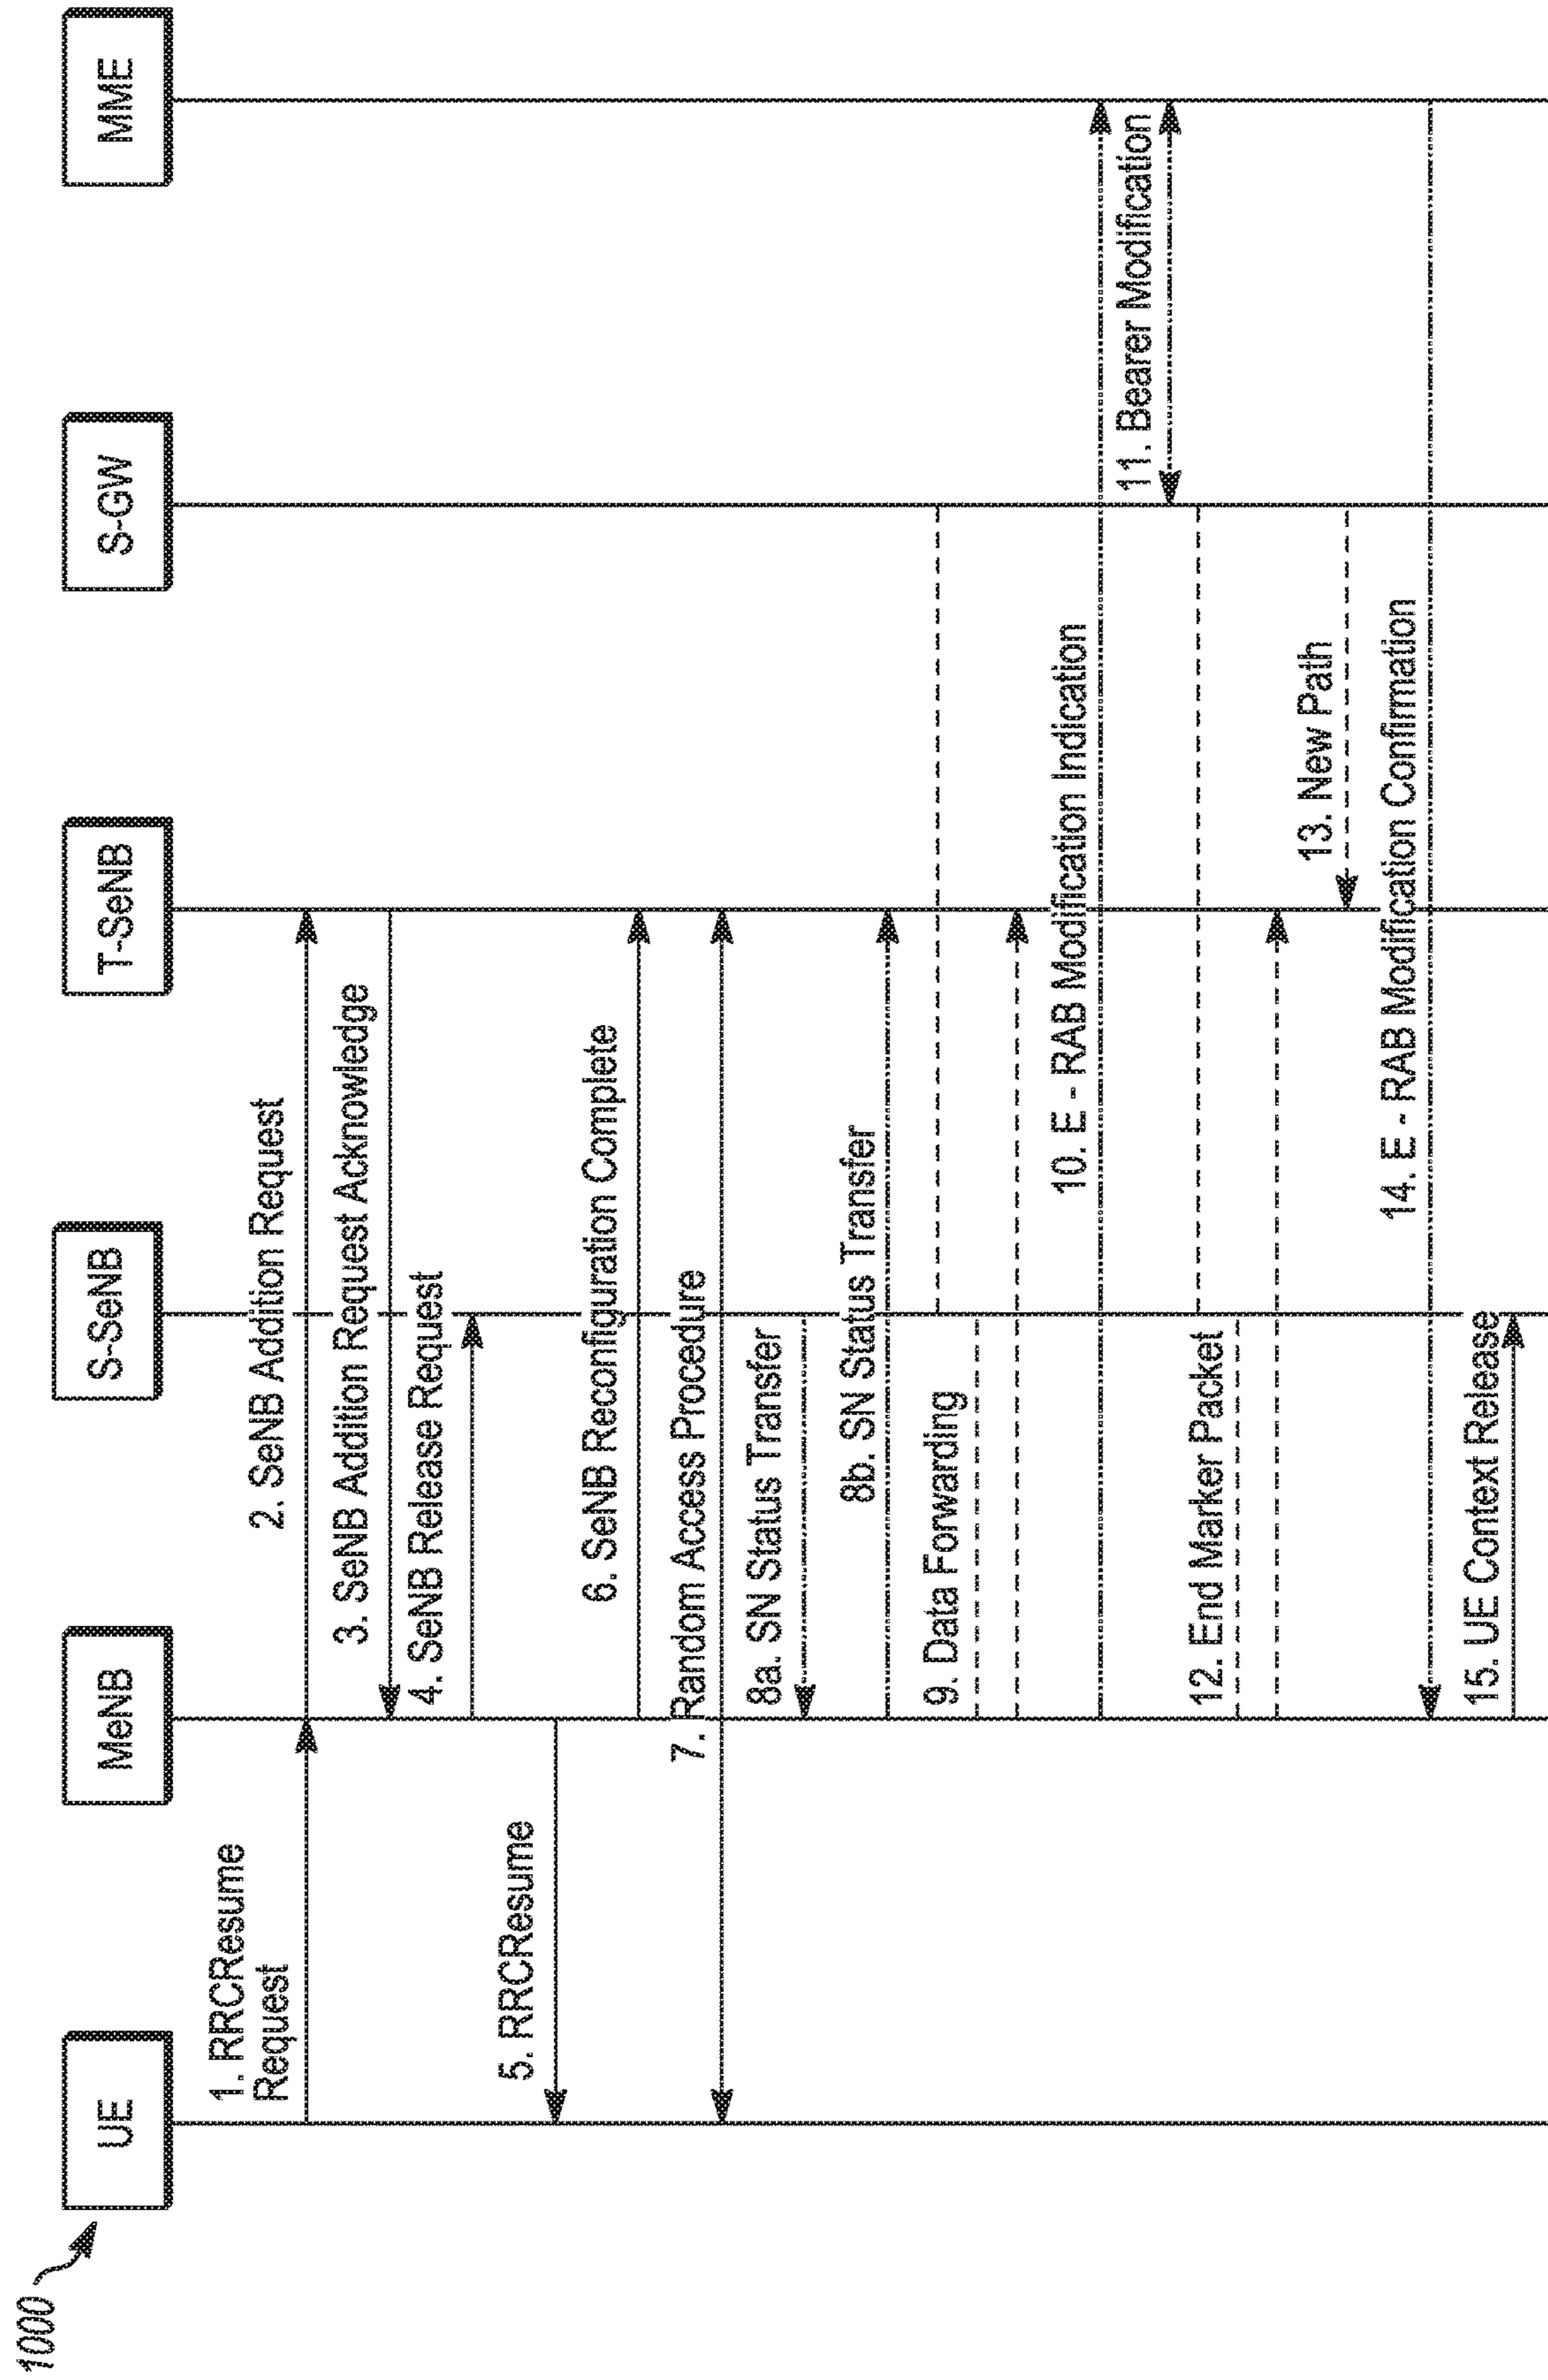 1000
UE
MeNB
S-SeNB
T-SeNB
S-GW
MME
1. RRCResume
Request
2. SeNB Addition Request
3. SeNB Addition Request Acknowledge
4. SeNB Release Request
5. RRCResume
6. SeNB Reconfiguration Complete
7. Random Access Procedure
8a. SN Status Transfer
8b. SN Status Transfer
9. Data Forwarding
10. E - RAB Modification Indication
11. Bearer Modification
12. End Marker Packet
13. New Path
14. E - RAB Modification Confirmation
15. UE Context Release